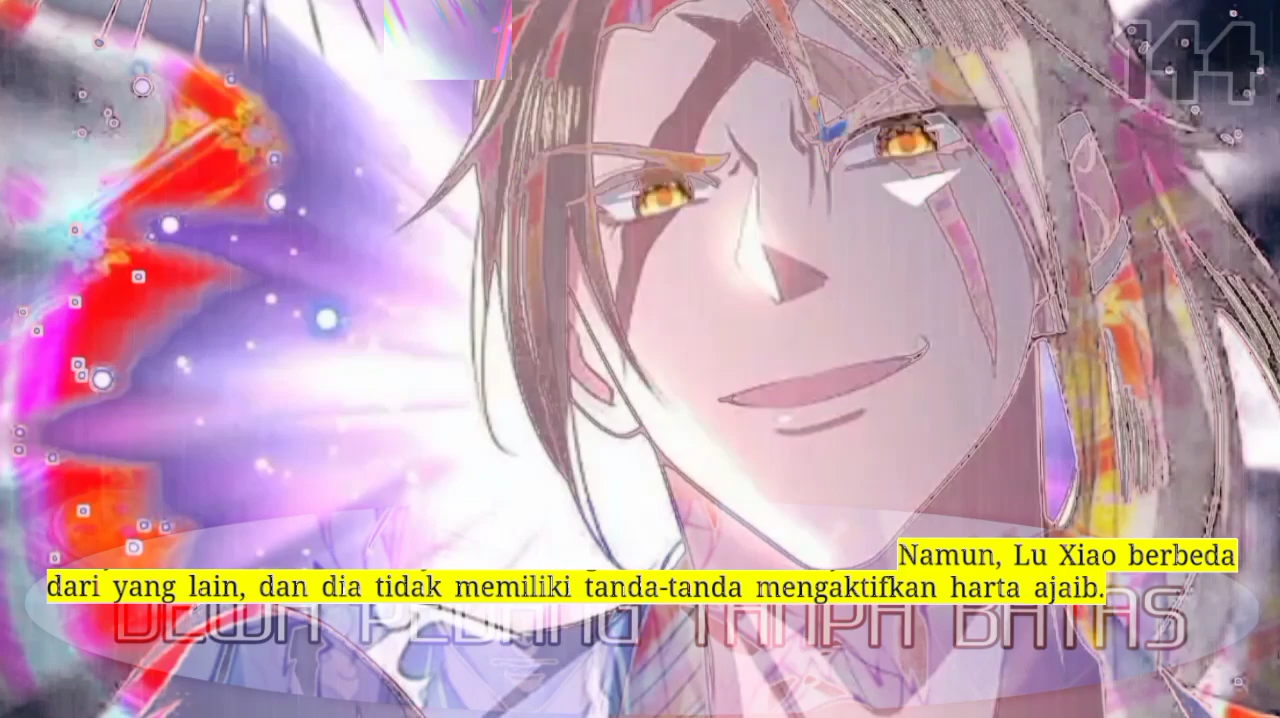 144
Namun, Lu Xiao berbeda
dari yang lain, dan dia tidak memiliki tanda-tanda mengaktifkan harta ajaib.
DEWA PEDANG TANPA BATAS